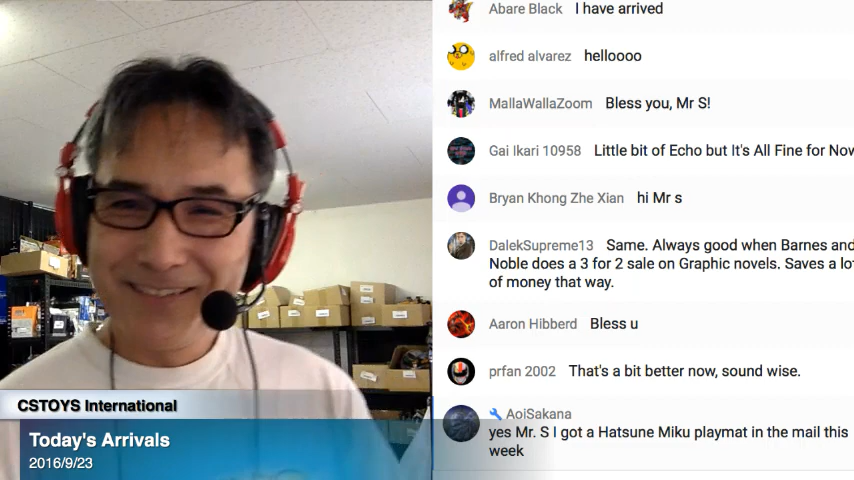 Abare Black I have arrived
alfred alvarez helloooo
MallaWallaZoom Bless you, Mr S!
Gai Ikari 10958 Little bit of Echo but It's All Fine for Now
Bryan Khong Zhe Xian hi Mr s
DalekSupreme13 Same. Always good when Barnes and
Noble does a 3 for 2 sale on Graphic novels. Saves a lot
of money that way.
Aaron Hibberd Bless u
prfan 2002 That's a bit better now, sound wise.
AoiSakana
yes Mr. S I got a Hatsune Miku playmat in the mail this
week
CSTOYS International
Today's Arrivals
2016/9/23